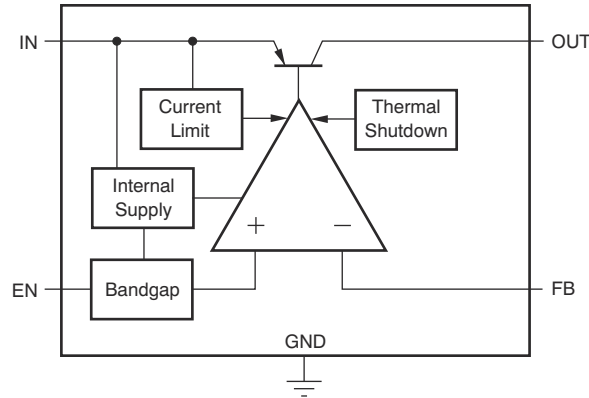 IN
OUT
Current
Limit
Thermal
Shutdown
Internal
Supply
+
−
EN
Bandgap
FB
GND